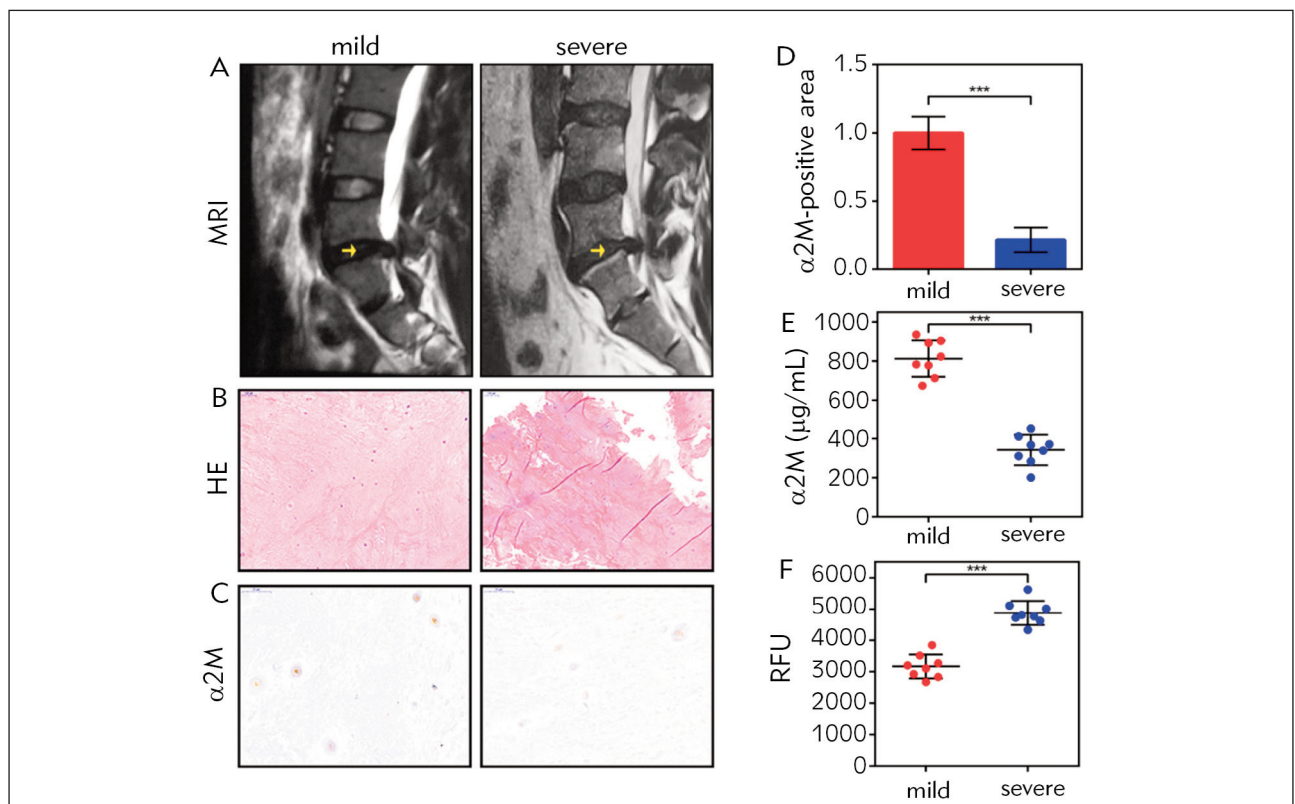 mild
severe
A
MRI
B
HE
C
α2M
D
α2M-positive area
1.5
1.0
0.5
0.0
***
mild
severe
E
α2M (µg/mL)
1000
800
600
400
200
0
***
mild
severe
F
RFU
6000
5000
4000
3000
2000
1000
0
***
mild
severe